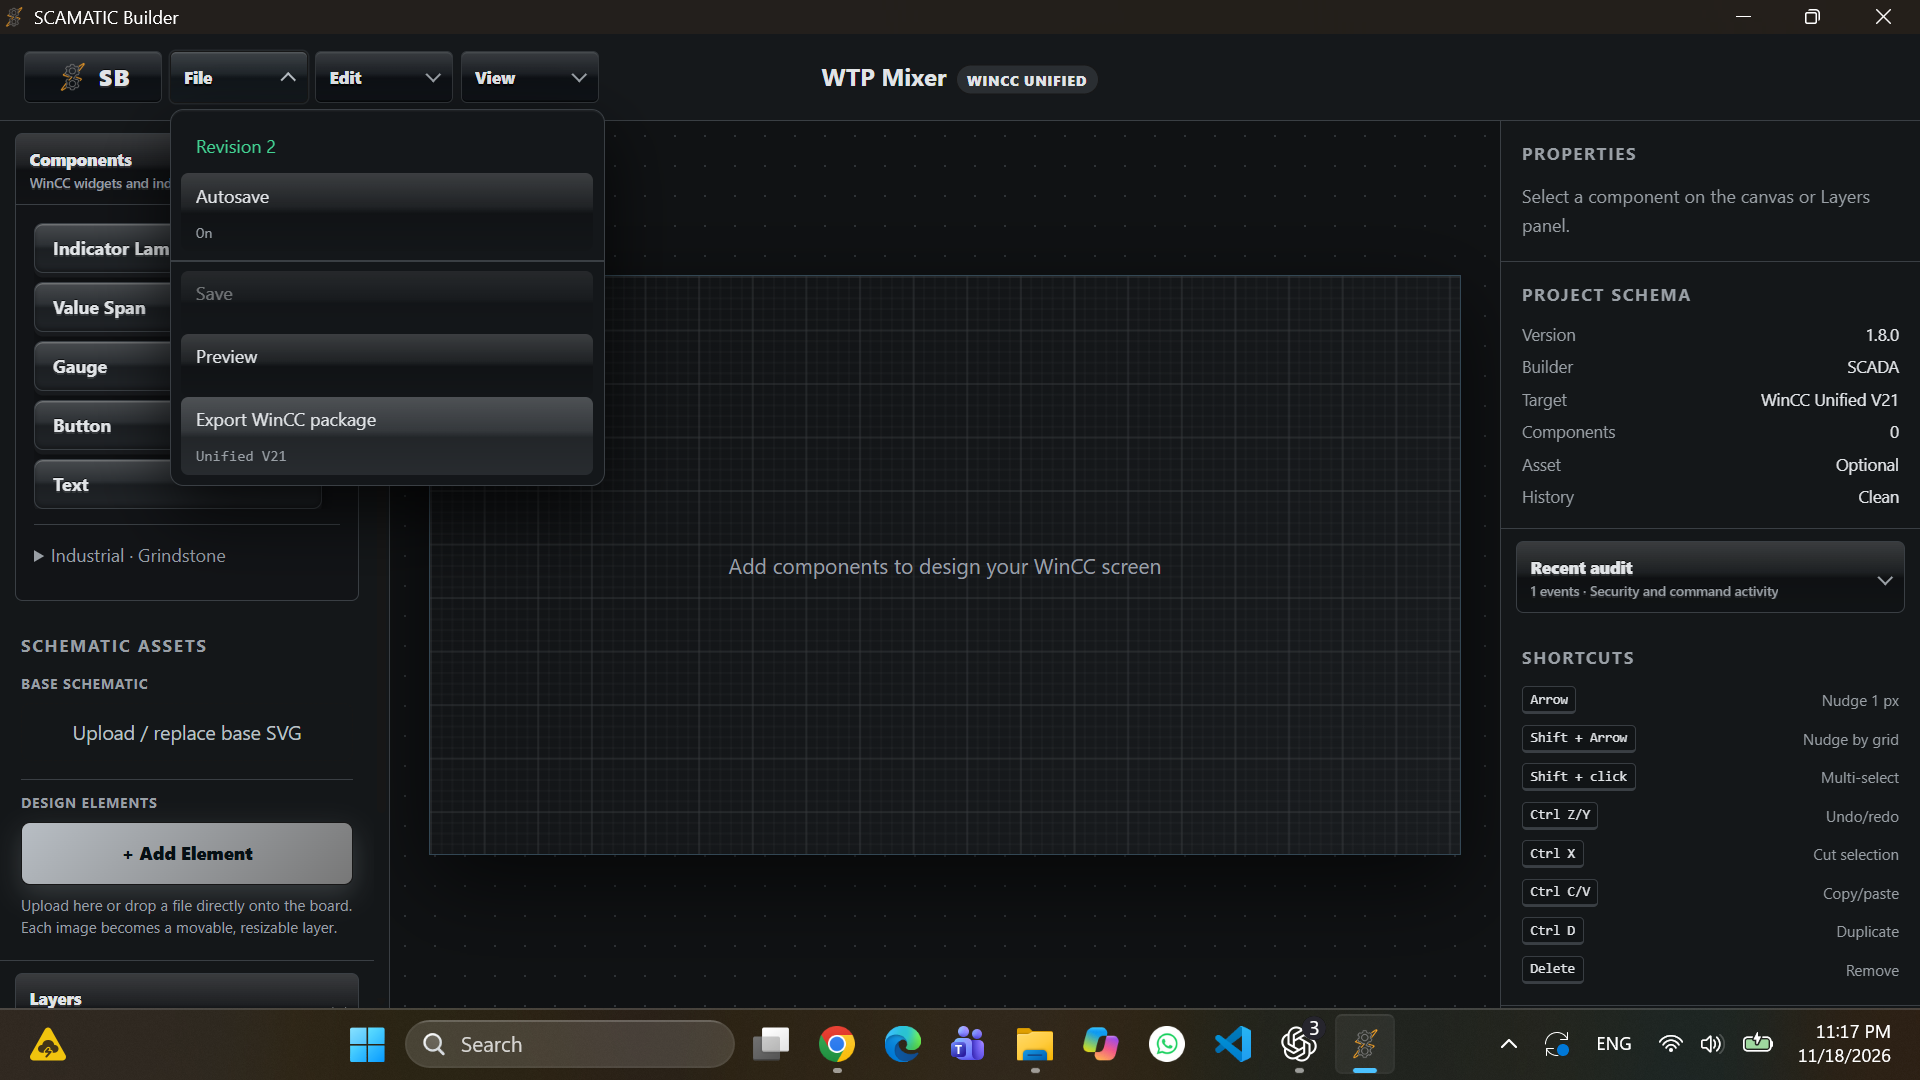 SCAMATIC Builder
SB
File
Edit
View
WTP Mixer
WINCC UNIFIED
Revision 2
Autosave
On
Save
Preview
Export WinCC package
Unified V21
Components
WinCC widgets and
Indicator
Value Span
Gauge
Button
Text
Industrial · Grindstone
SCHEMATIC ASSETS
BASE SCHEMATIC
Upload / replace base SVG
DESIGN ELEMENTS
+ Add Element
Upload here or drop a file directly onto the board.
Each image becomes a movable, resizable layer.
Layers
Add components to design your WinCC screen
PROPERTIES
Select a component on the canvas or Layers
panel.
PROJECT SCHEMA
Version 1.8.0
Builder SCADA
Target WinCC Unified V21
Components 0
Asset Optional
History Clean
Recent audit
1 events · Security and command activity
SHORTCUTS
Arrow Nudge 1 px
Shift + Arrow Nudge by grid
Shift + click Multi-select
Ctrl Z/Y Undo/redo
Ctrl X Cut selection
Ctrl C/V Copy/paste
Ctrl D Duplicate
Delete Remove
Search
3
ENG
11:17 PM
11/18/2026